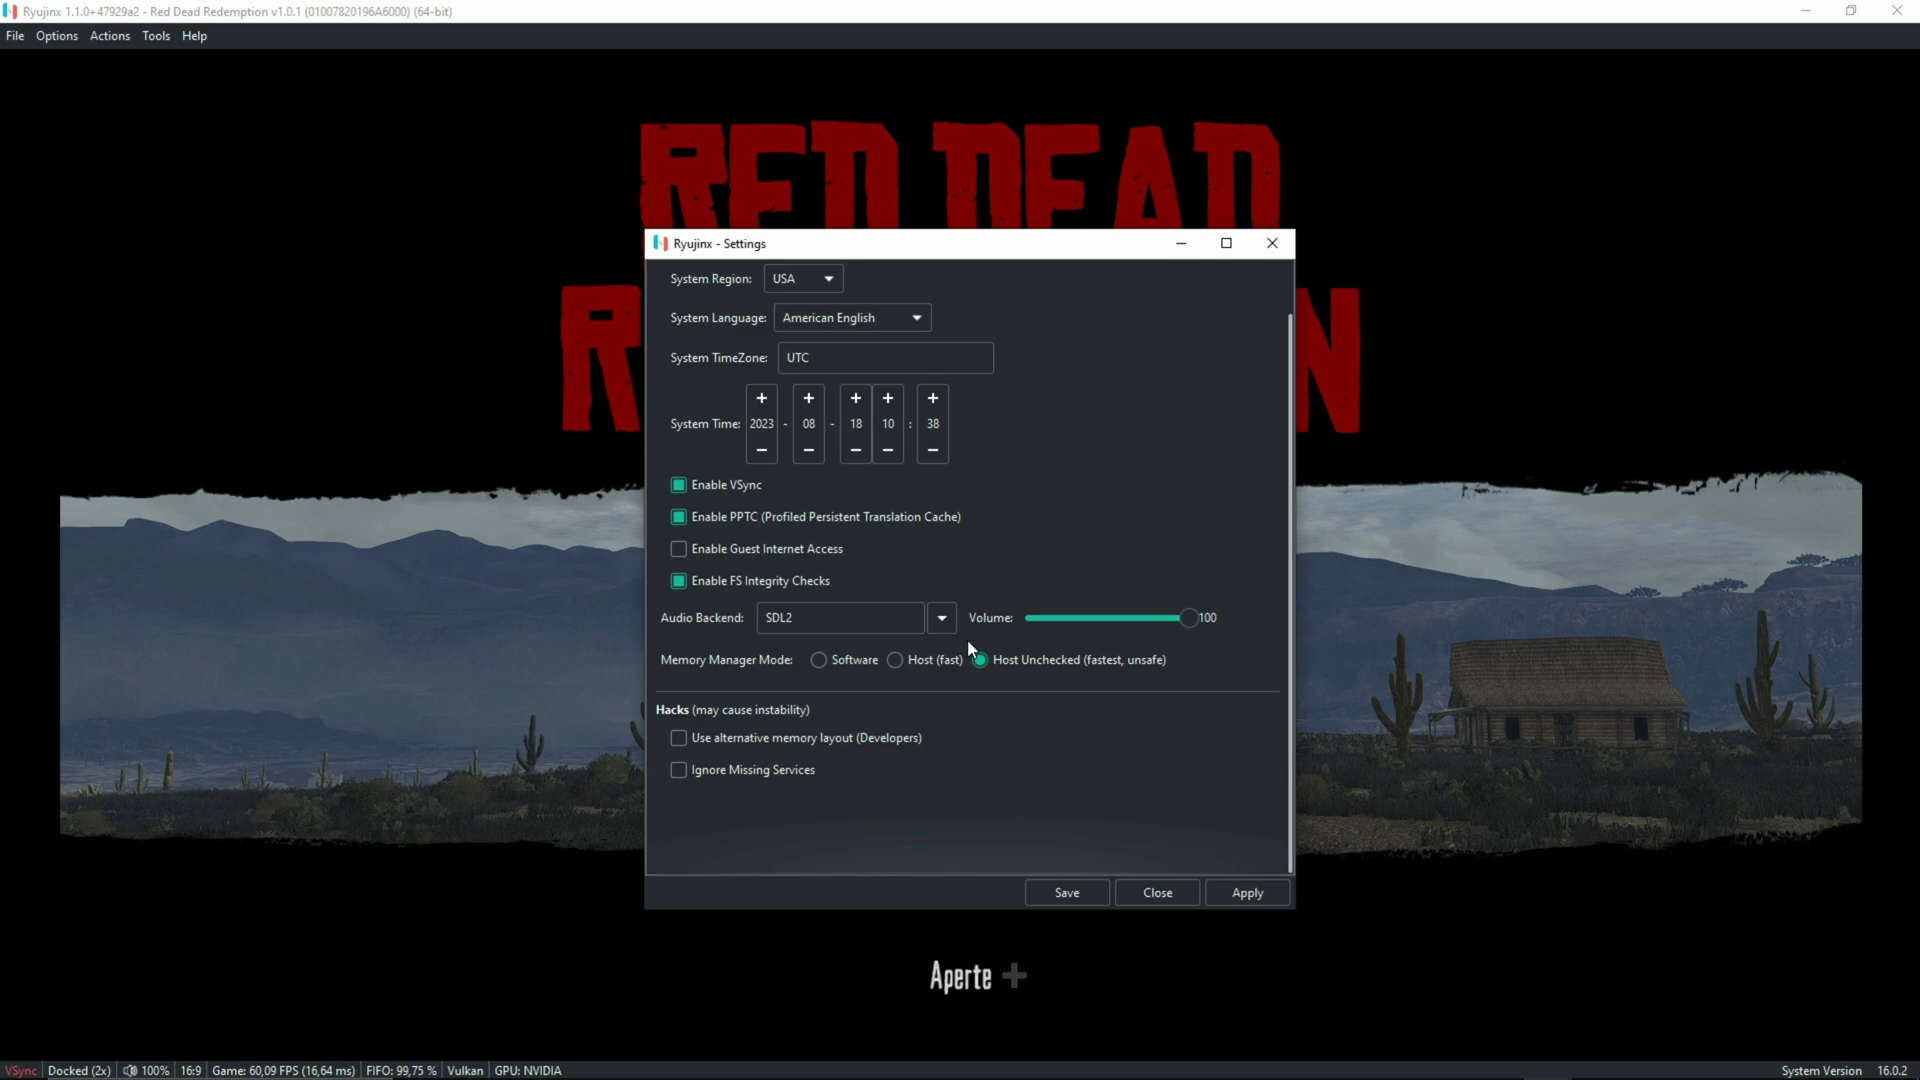 Ryujinx 1.1.0+47929a2 - Red Dead Redemption v1.0.1 (01007820196A6000) (64-bit)
File Options Actions Tools Help
RED DEAD
R N
Ryujinx - Settings
System Region: USA
System Language: American English
System TimeZone: UTC
+ + + + +
System Time: 2023 - 08 - 18 10 : 38
- - - - -
Enable VSync
Enable PPTC (Profiled Persistent Translation Cache)
Enable Guest Internet Access
Enable FS Integrity Checks
Audio Backend: SDL2 Volume: 100
Memory Manager Mode: Software Host (fast) Host Unchecked (fastest, unsafe)
Hacks (may cause instability)
Use alternative memory layout (Developers)
Ignore Missing Services
Save Close Apply
Aperte +
VSync Docked (2x) 100% 16:9 Game: 60,09 FPS (16,64 ms) FIFO: 99,75 % Vulkan GPU: NVIDIA System Version 16.0.2